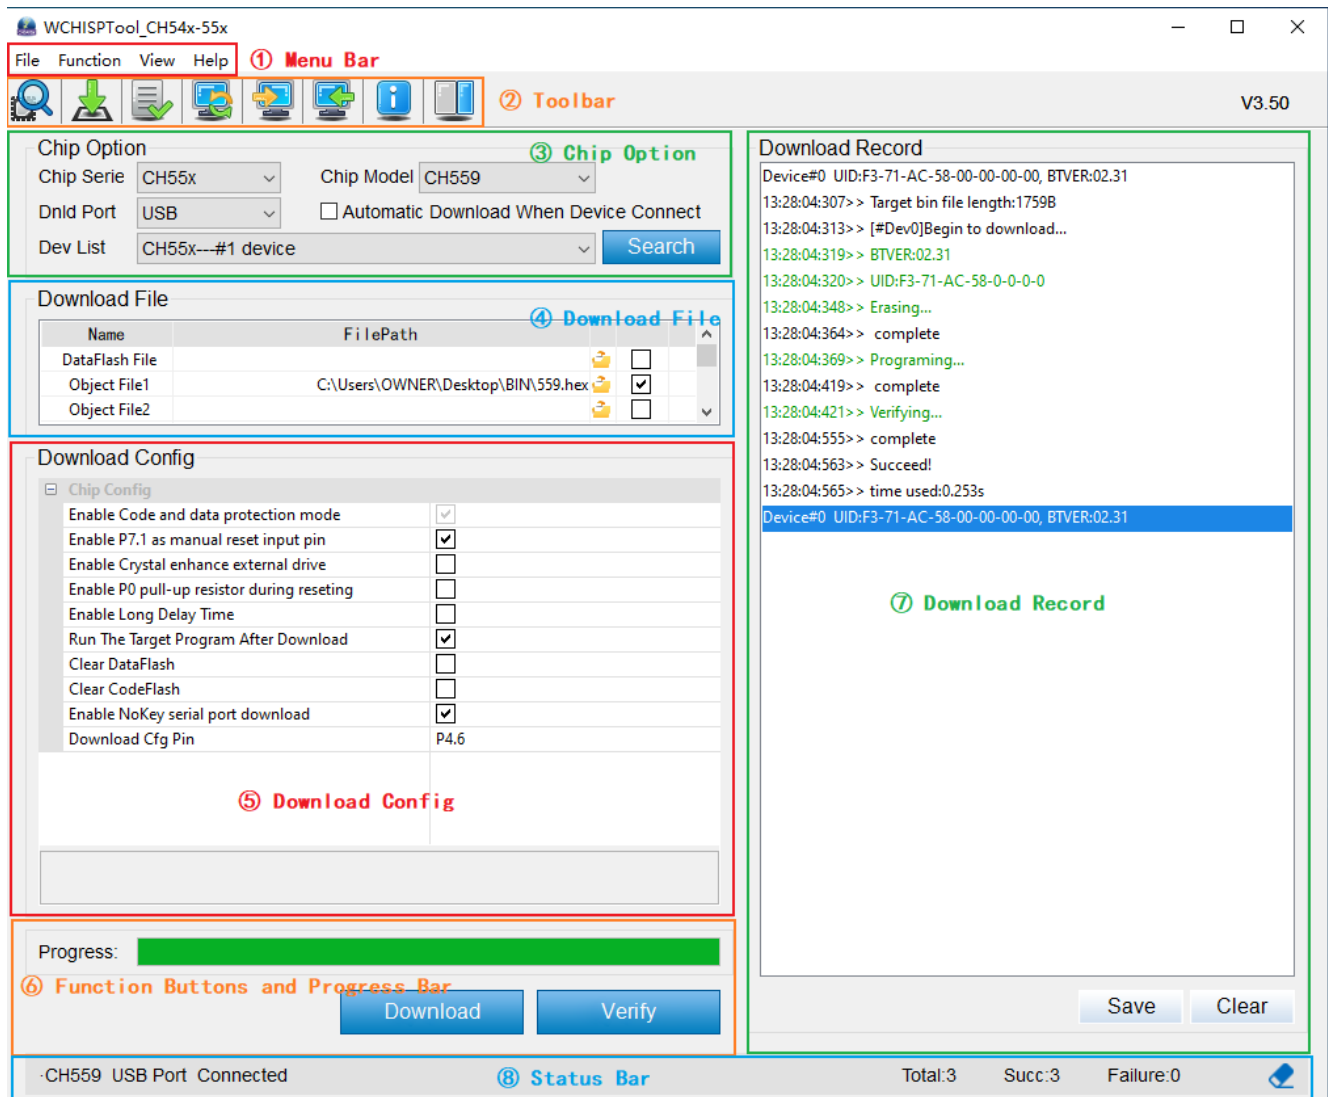 WCHISPTool_CH54x-55x
File Function View Help ① Menu Bar
② Toolbar
V3.50
Chip Option
③ Chip Option
Chip Serie CH55x Chip Model CH559
Dnld Port USB Automatic Download When Device Connect
Dev List CH55x---#1 device Search
Download File
④ Download File
Name FilePath
DataFlash File
Object File1 C:\Users\OWNER\Desktop\BIN\559.hex
Object File2
Download Config
Chip Config
Enable Code and data protection mode
Enable P7.1 as manual reset input pin
Enable Crystal enhance external drive
Enable P0 pull-up resistor during reseting
Enable Long Delay Time
Run The Target Program After Download
Clear DataFlash
Clear CodeFlash
Enable NoKey serial port download
Download Cfg Pin P4.6
⑤ Download Config
Progress:
⑥ Function Buttons and Progress Bar
Download Verify
Download Record
Device#0 UID:F3-71-AC-58-00-00-00-00, BTVER:02.31
13:28:04:307>> Target bin file length:1759B
13:28:04:313>> [#Dev0]Begin to download...
13:28:04:319>> BTVER:02.31
13:28:04:320>> UID:F3-71-AC-58-0-0-0-0
13:28:04:348>> Erasing...
13:28:04:364>> complete
13:28:04:369>> Programing...
13:28:04:419>> complete
13:28:04:421>> Verifying...
13:28:04:555>> complete
13:28:04:563>> Succeed!
13:28:04:565>> time used:0.253s
Device#0 UID:F3-71-AC-58-00-00-00-00, BTVER:02.31
⑦ Download Record
Save Clear
·CH559 USB Port Connected ⑧ Status Bar Total:3 Succ:3 Failure:0